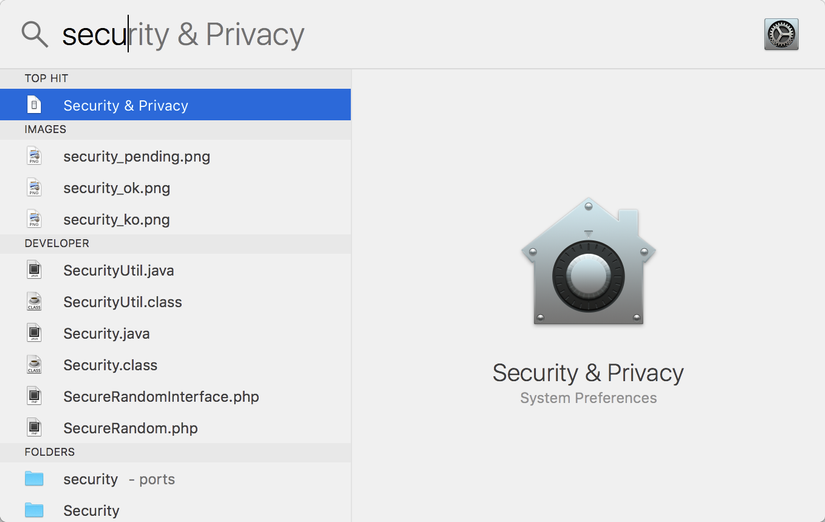 security & Privacy
TOP HIT
Security & Privacy
IMAGES
security_pending.png
security_ok.png
security_ko.png
DEVELOPER
SecurityUtil.java
SecurityUtil.class
Security.java
Security.class
SecureRandomInterface.php
SecureRandom.php
FOLDERS
security - ports
Security
Security & Privacy
System Preferences